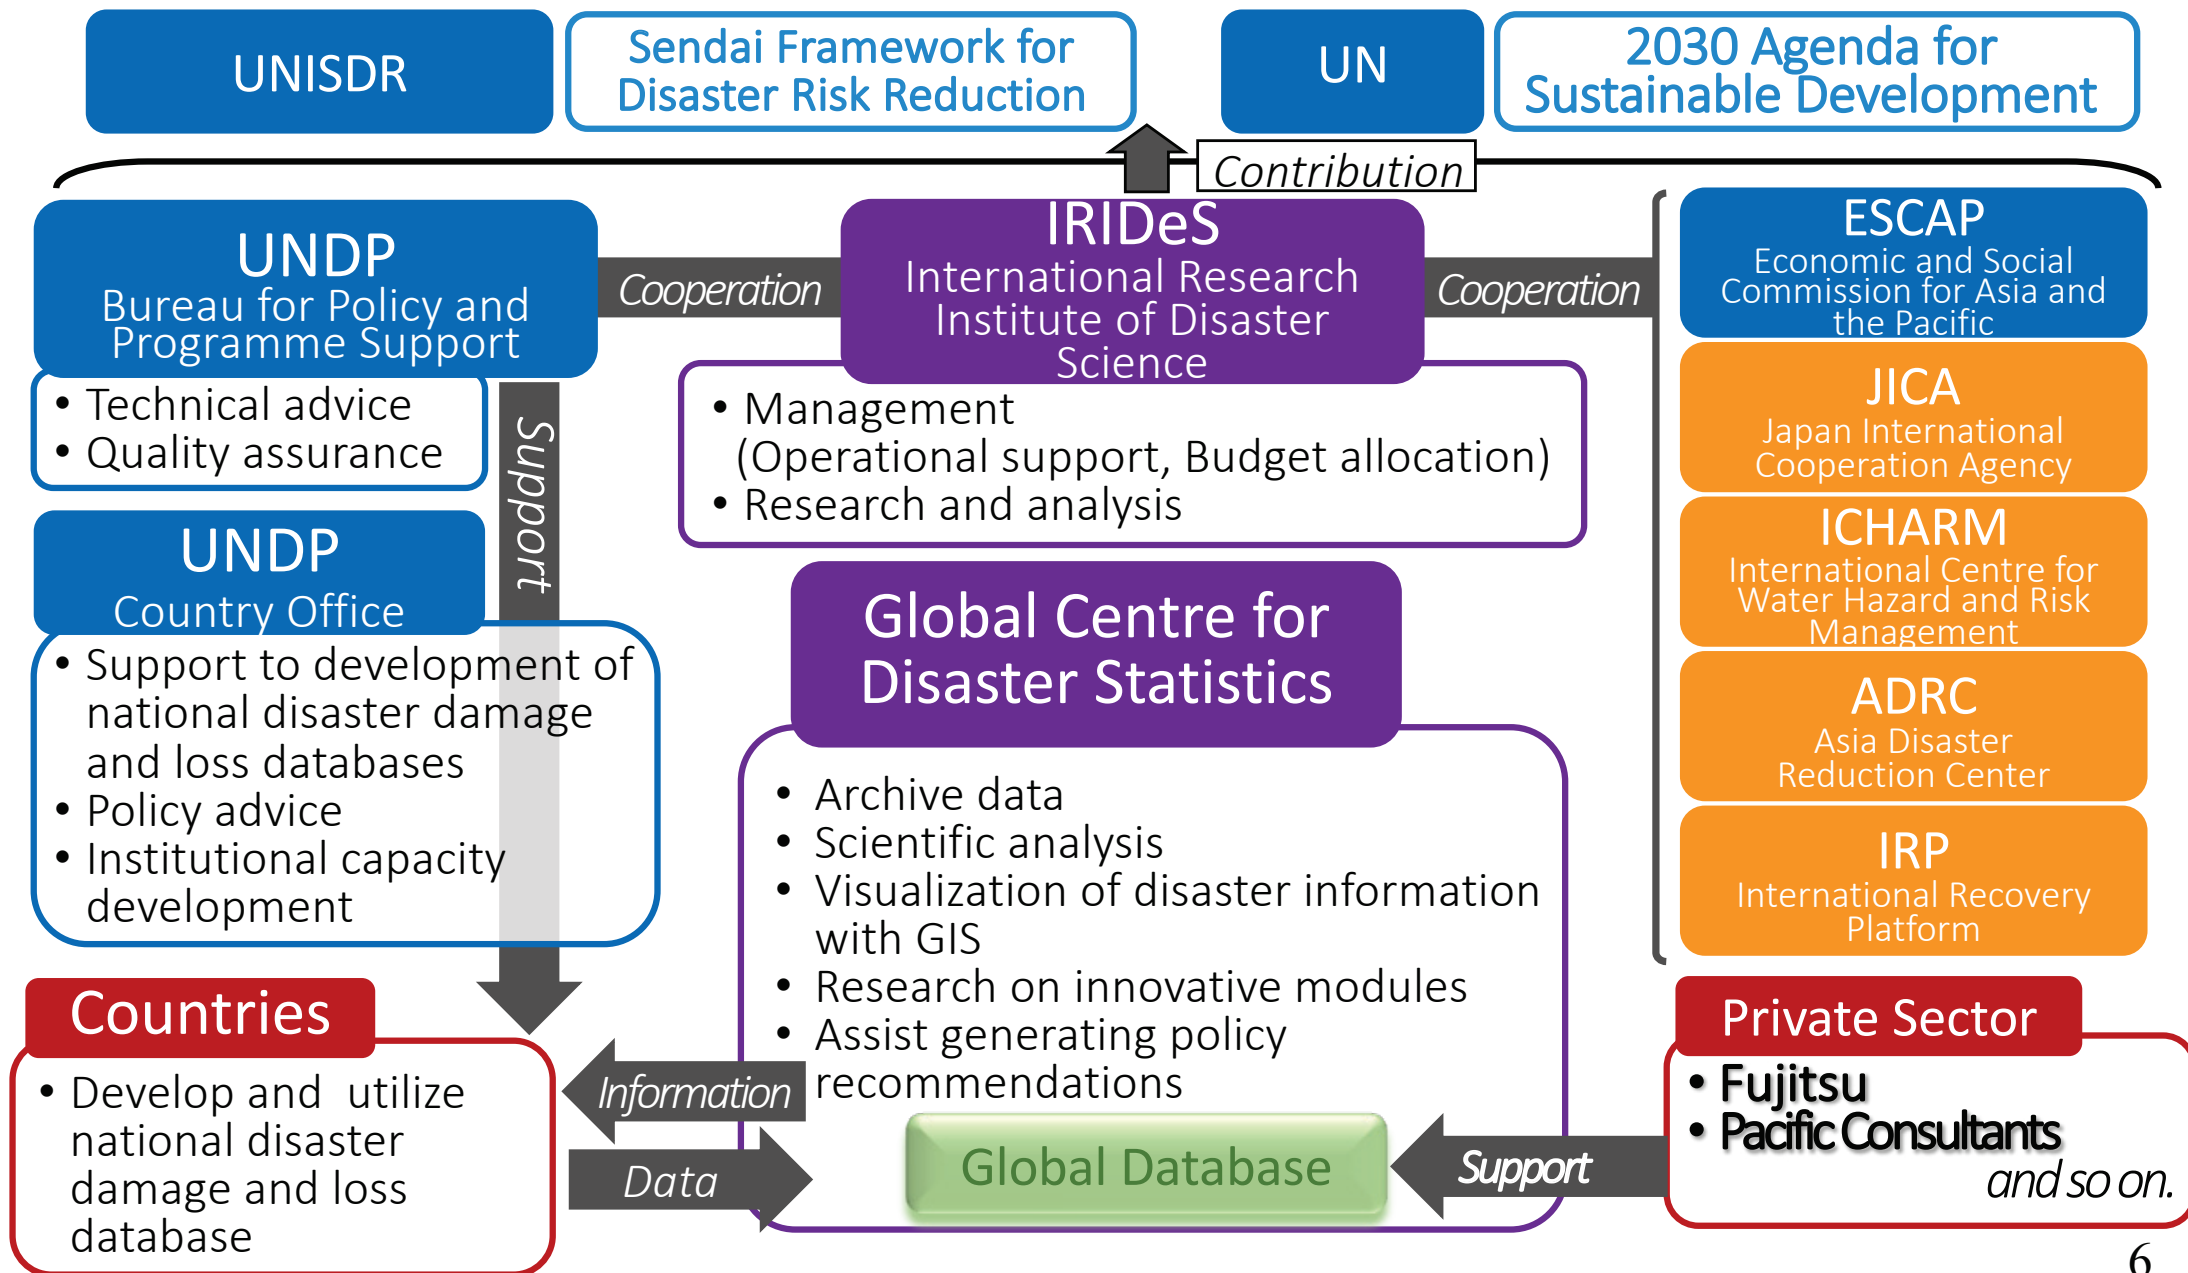 UNISDR
Sendai Framework for
Disaster Risk Reduction
UN
2030 Agenda for
Sustainable Development
Contribution
UNDP
Bureau for Policy and
Programme Support
• Technical advice
• Quality assurance
Cooperation
IRIDeS
International Research
Institute of Disaster
Science
• Management
(Operational support, Budget allocation)
• Research and analysis
Cooperation
ESCAP
Economic and Social
Commission for Asia and
the Pacific
JICA
Japan International
Cooperation Agency
ICHARM
International Centre for
Water Hazard and Risk
Management
ADRC
Asia Disaster
Reduction Center
IRP
International Recovery
Platform
Support
UNDP
Country Office
• Support to development of
national disaster damage
and loss databases
• Policy advice
• Institutional capacity
development
Global Centre for
Disaster Statistics
• Archive data
• Scientific analysis
• Visualization of disaster information
with GIS
• Research on innovative modules
• Assist generating policy
recommendations
Global Database
Countries
• Develop and utilize
national disaster
damage and loss
database
Information
Data
Support
Private Sector
• Fujitsu
• Pacific Consultants
and so on.
6